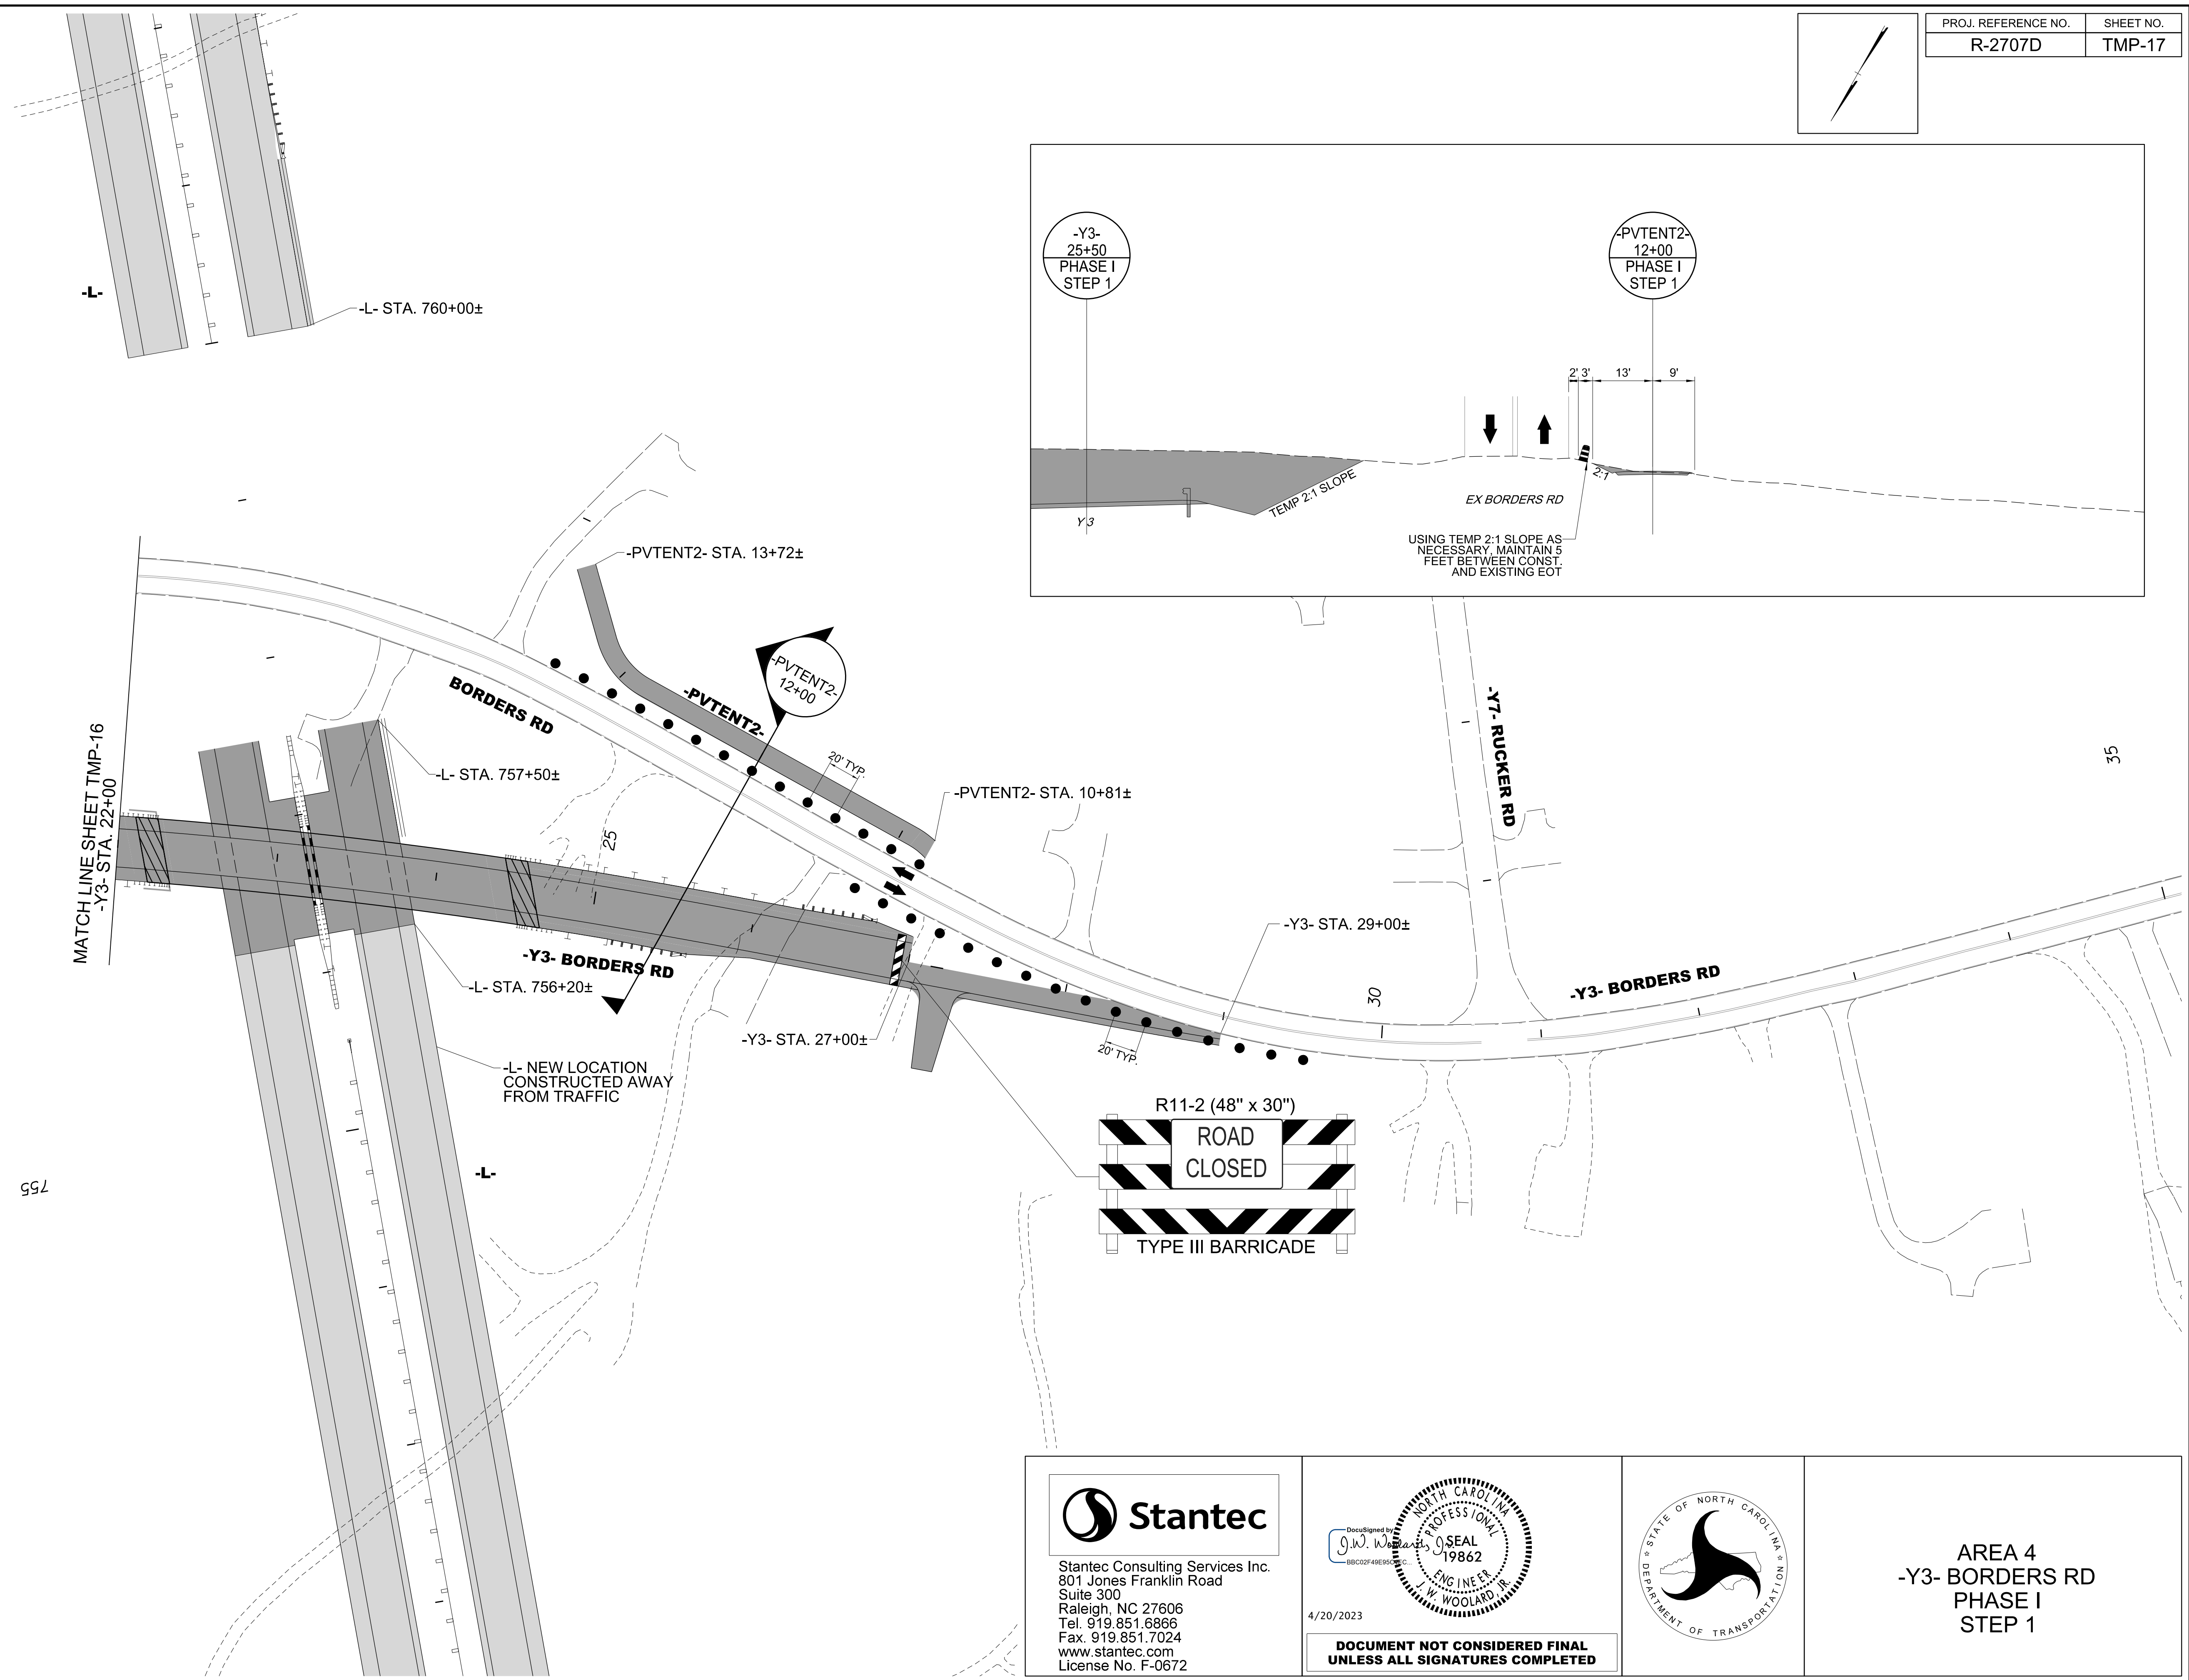 PROJ. REFERENCE NO.
SHEET NO.
R-2707D
TMP-17
-L-
-L- STA. 760+00±
-Y3-
25+50
PHASE I
STEP 1
-PVTENT2-
12+00
PHASE I
STEP 1
2'
3'
13'
9'
2:1
TEMP 2:1 SLOPE
EX BORDERS RD
Y 3
USING TEMP 2:1 SLOPE AS
NECESSARY, MAINTAIN 5
FEET BETWEEN CONST.
AND EXISTING EOT
-PVTENT2- STA. 13+72±
-PVTENT2-
12+00
-PVTENT2-
BORDERS RD
20' TYP.
-PVTENT2- STA. 10+81±
-Y7- RUCKER RD
35
MATCH LINE SHEET TMP-16
-Y3- STA. 22+00
-L- STA. 757+50±
25
-Y3- BORDERS RD
-L- STA. 756+20±
-Y3- STA. 27+00±
-Y3- STA. 29+00±
30
-Y3- BORDERS RD
20' TYP.
-L- NEW LOCATION
CONSTRUCTED AWAY
FROM TRAFFIC
R11-2 (48" x 30")
ROAD
CLOSED
TYPE III BARRICADE
-L-
755
Stantec
Stantec Consulting Services Inc.
801 Jones Franklin Road
Suite 300
Raleigh, NC 27606
Tel. 919.851.6866
Fax. 919.851.7024
www.stantec.com
License No. F-0672
DocuSigned by:
J.W. Woolard, Jr.
NORTH CAROLINA
PROFESSIONAL
SEAL
19862
ENGINEER
J. W. WOOLARD, JR.
4/20/2023
DOCUMENT NOT CONSIDERED FINAL
UNLESS ALL SIGNATURES COMPLETED
STATE OF NORTH CAROLINA
DEPARTMENT OF TRANSPORTATION
AREA 4
-Y3- BORDERS RD
PHASE I
STEP 1